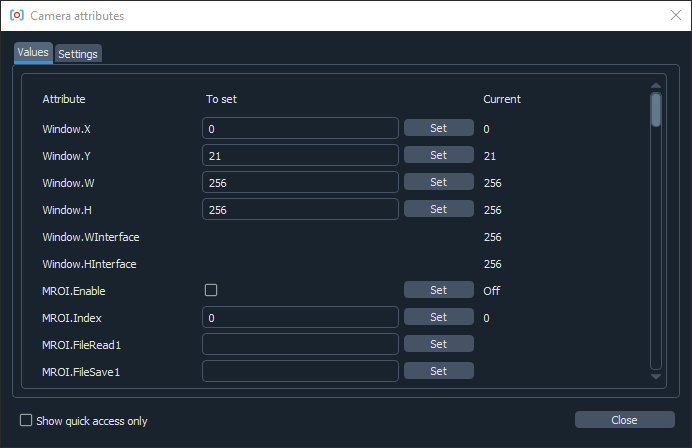 Camera attributes
Values Settings
Attribute To set Current
Window.X 0 Set 0
Window.Y 21 Set 21
Window.W 256 Set 256
Window.H 256 Set 256
Window.WInterface 256
Window.HInterface 256
MROI.Enable Set Off
MROI.Index 0 Set 0
MROI.FileRead1 Set
MROI.FileSave1 Set
Show quick access only Close